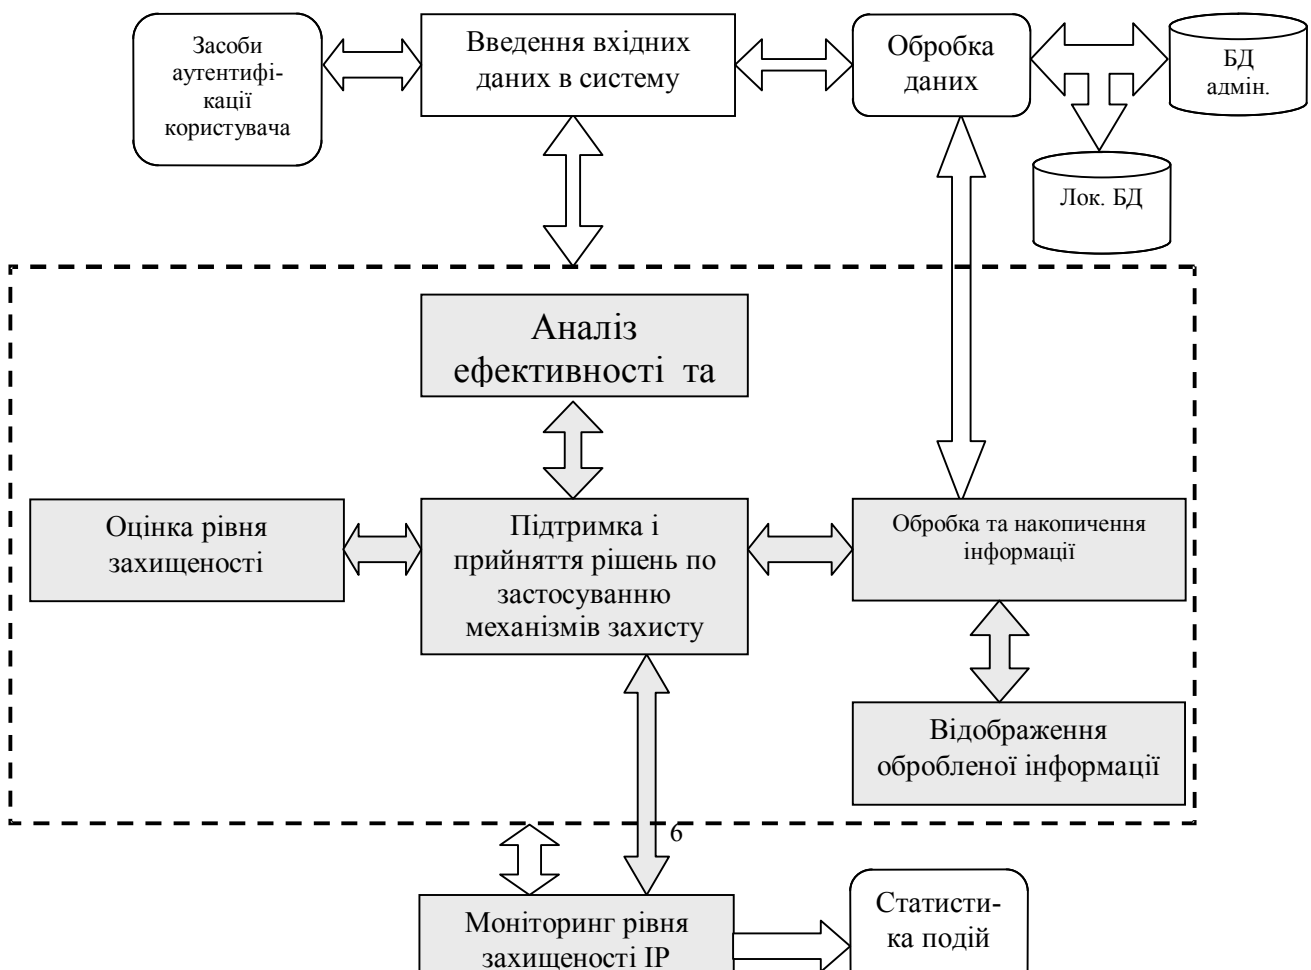 Засоби
аутентифі-
кації
користувача
Введення вхідних
даних в систему
Обробка
даних
БД
адмін.
Лок. БД
Аналіз
ефективності та
Оцінка рівня
захищеності
Підтримка і
прийняття рішень по
застосуванню
механізмів захисту
Обробка та накопичення
інформації
Відображення
обробленої інформації
6
Моніторинг рівня
захищеності ІР
Статисти-
ка подій